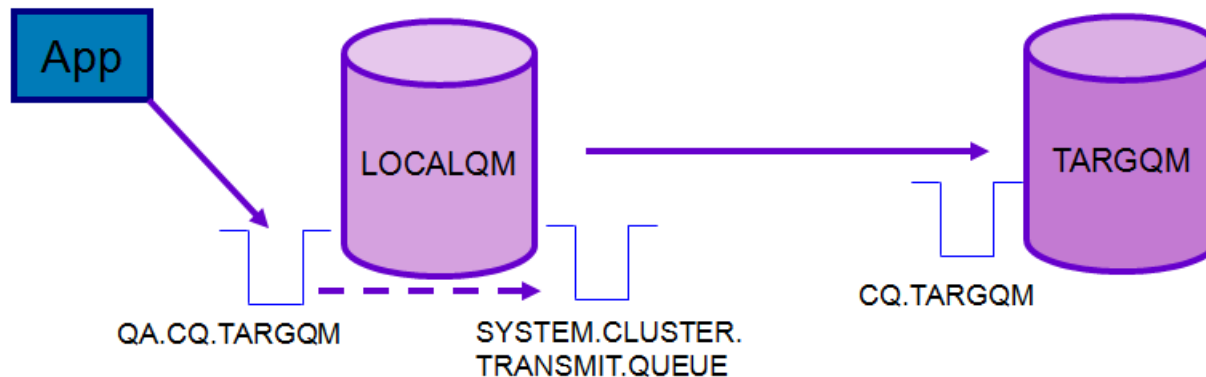 App
LOCALQM
TARGQM
QA.CQ.TARGQM
SYSTEM.CLUSTER.
TRANSMIT.QUEUE
CQ.TARGQM